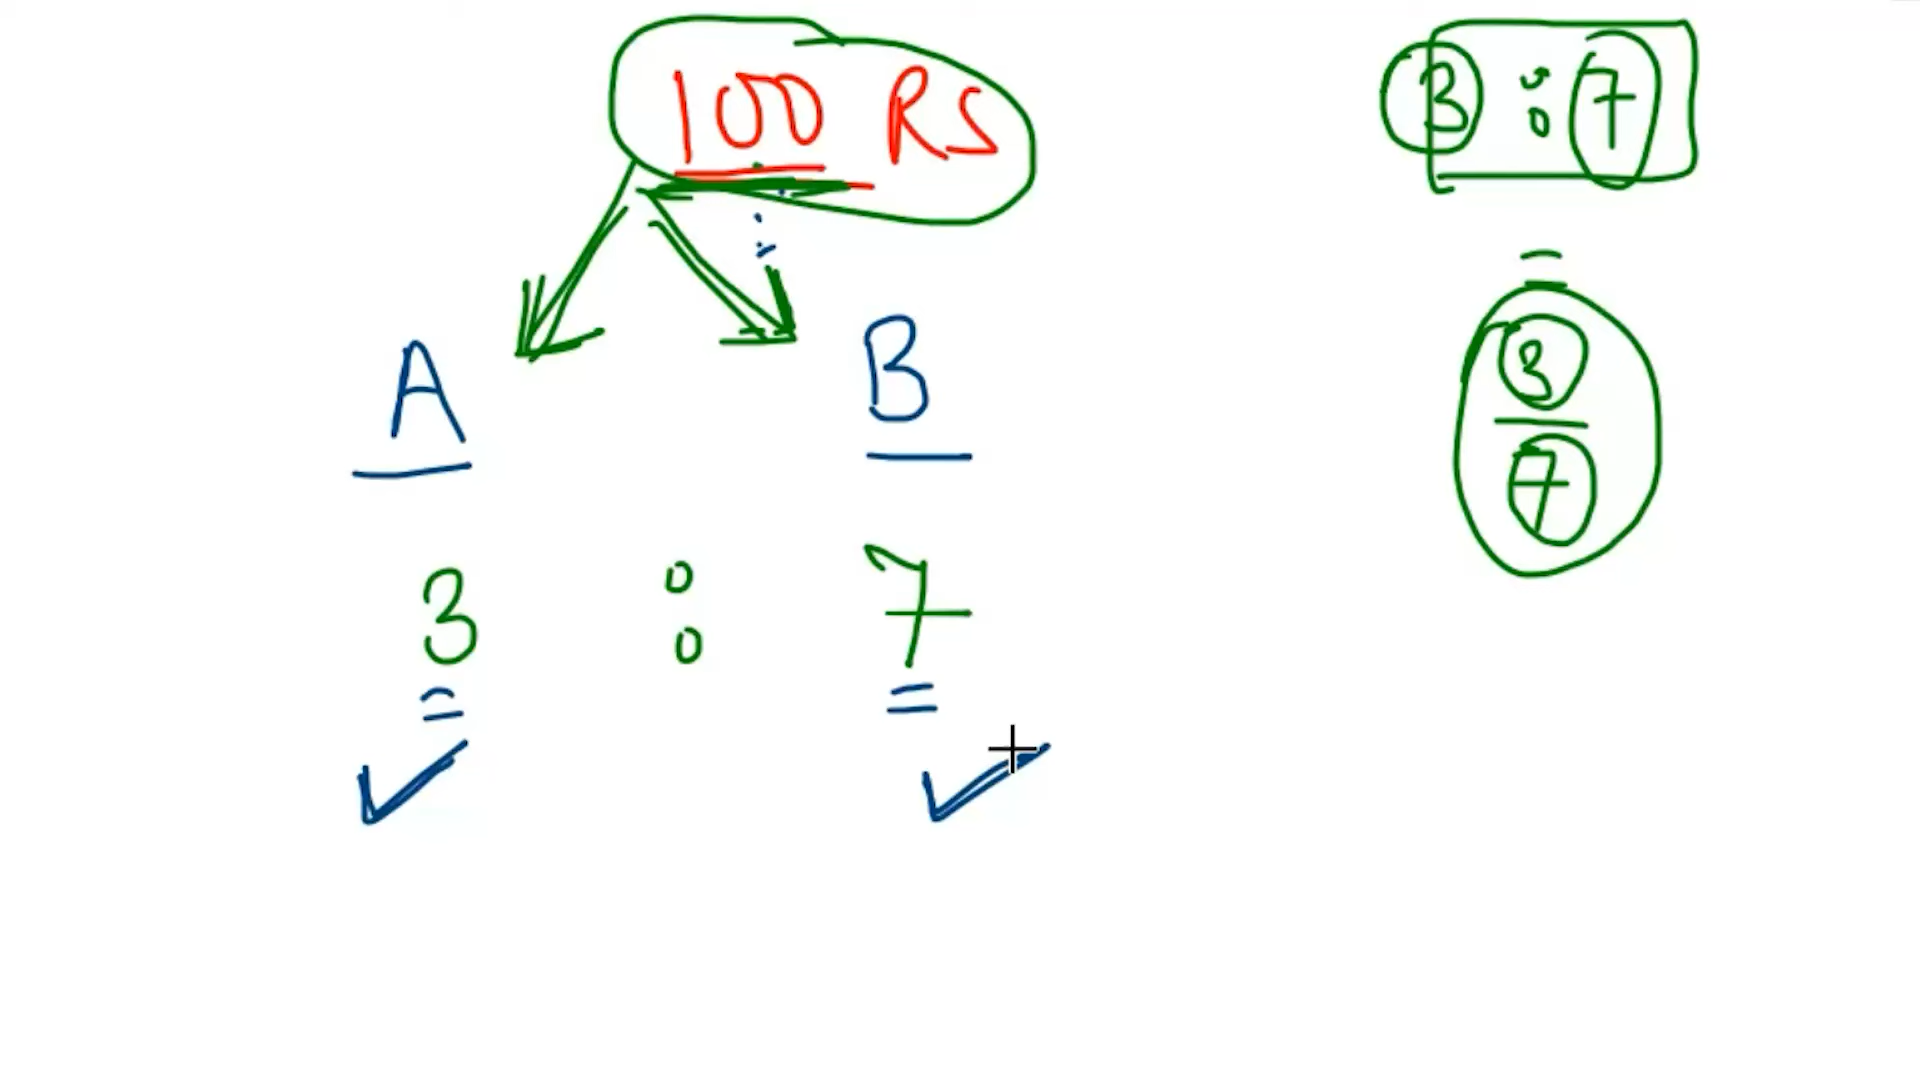 100 RS
A B
3 : 7
=
=
3 : 7
=
3
7